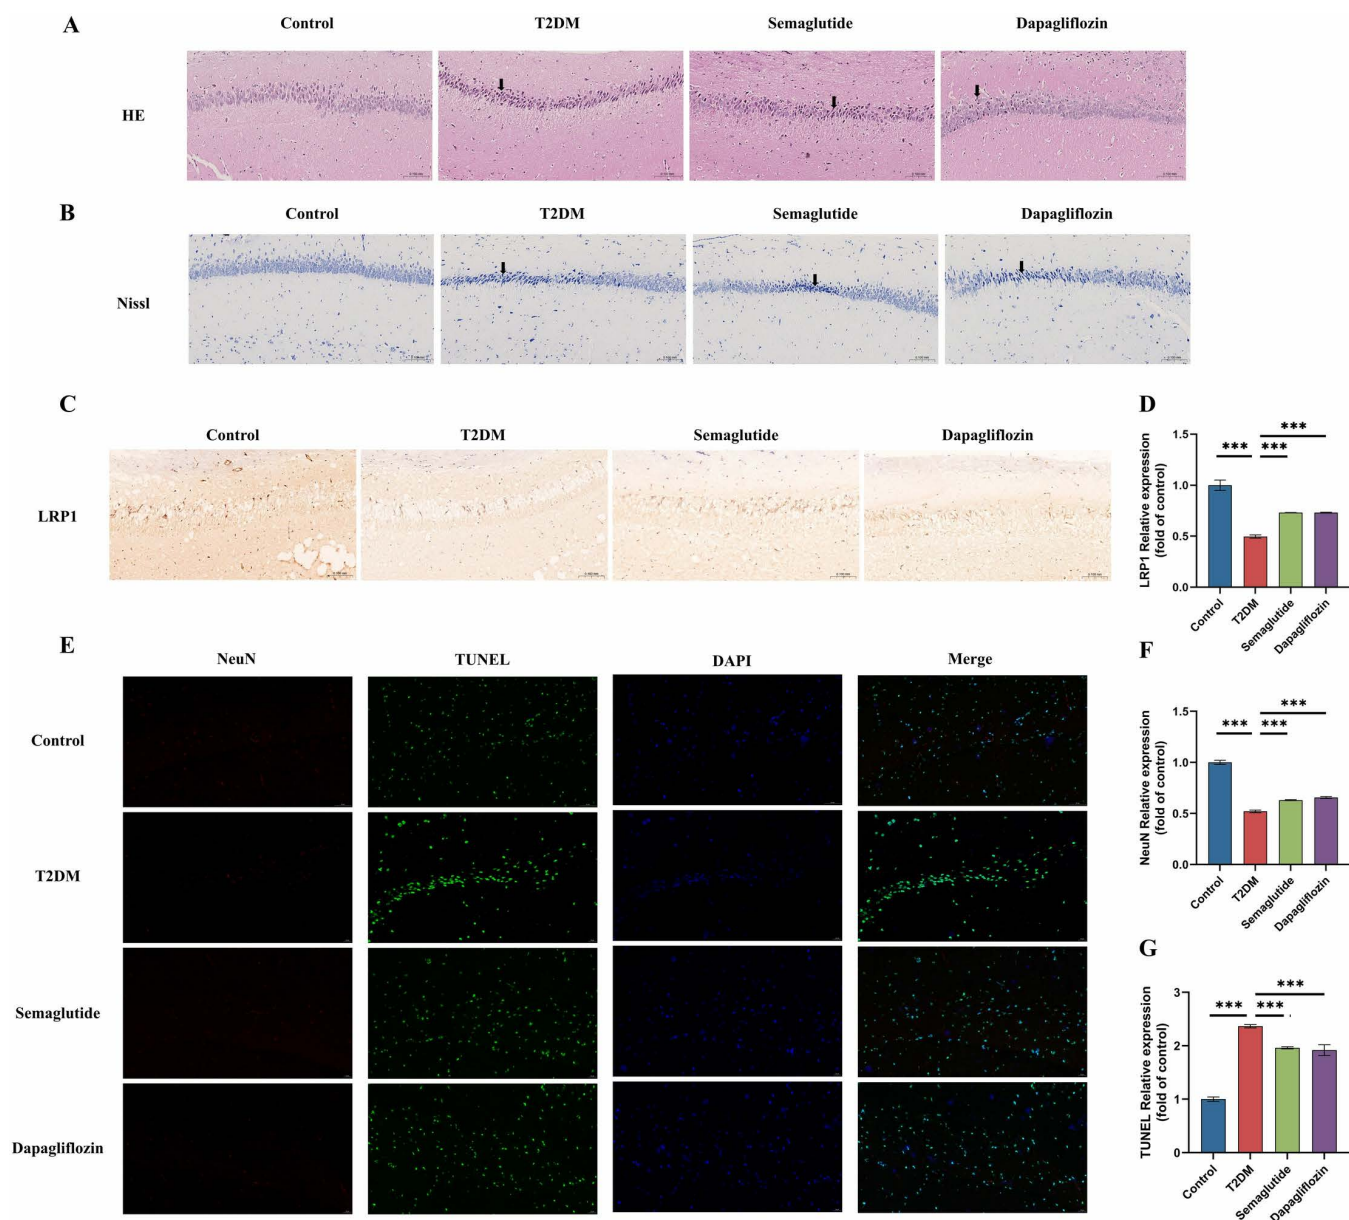 A
Control T2DM Semaglutide Dapagliflozin
HE
B
Control T2DM Semaglutide Dapagliflozin
Nissl
C
Control T2DM Semaglutide Dapagliflozin
LRP1
D
LRP1 Relative expression
(fold of control)
1.5
1.0
0.5
0.0
*** *** ***
Control T2DM Semaglutide Dapagliflozin
E
NeuN TUNEL DAPI Merge
Control
T2DM
Semaglutide
Dapagliflozin
F
NeuN Relative expression
(fold of control)
1.5
1.0
0.5
0.0
*** *** ***
Control T2DM Semaglutide Dapagliflozin
G
TUNEL Relative expression
(fold of control)
3
2
1
0
*** *** ***
Control T2DM Semaglutide Dapagliflozin